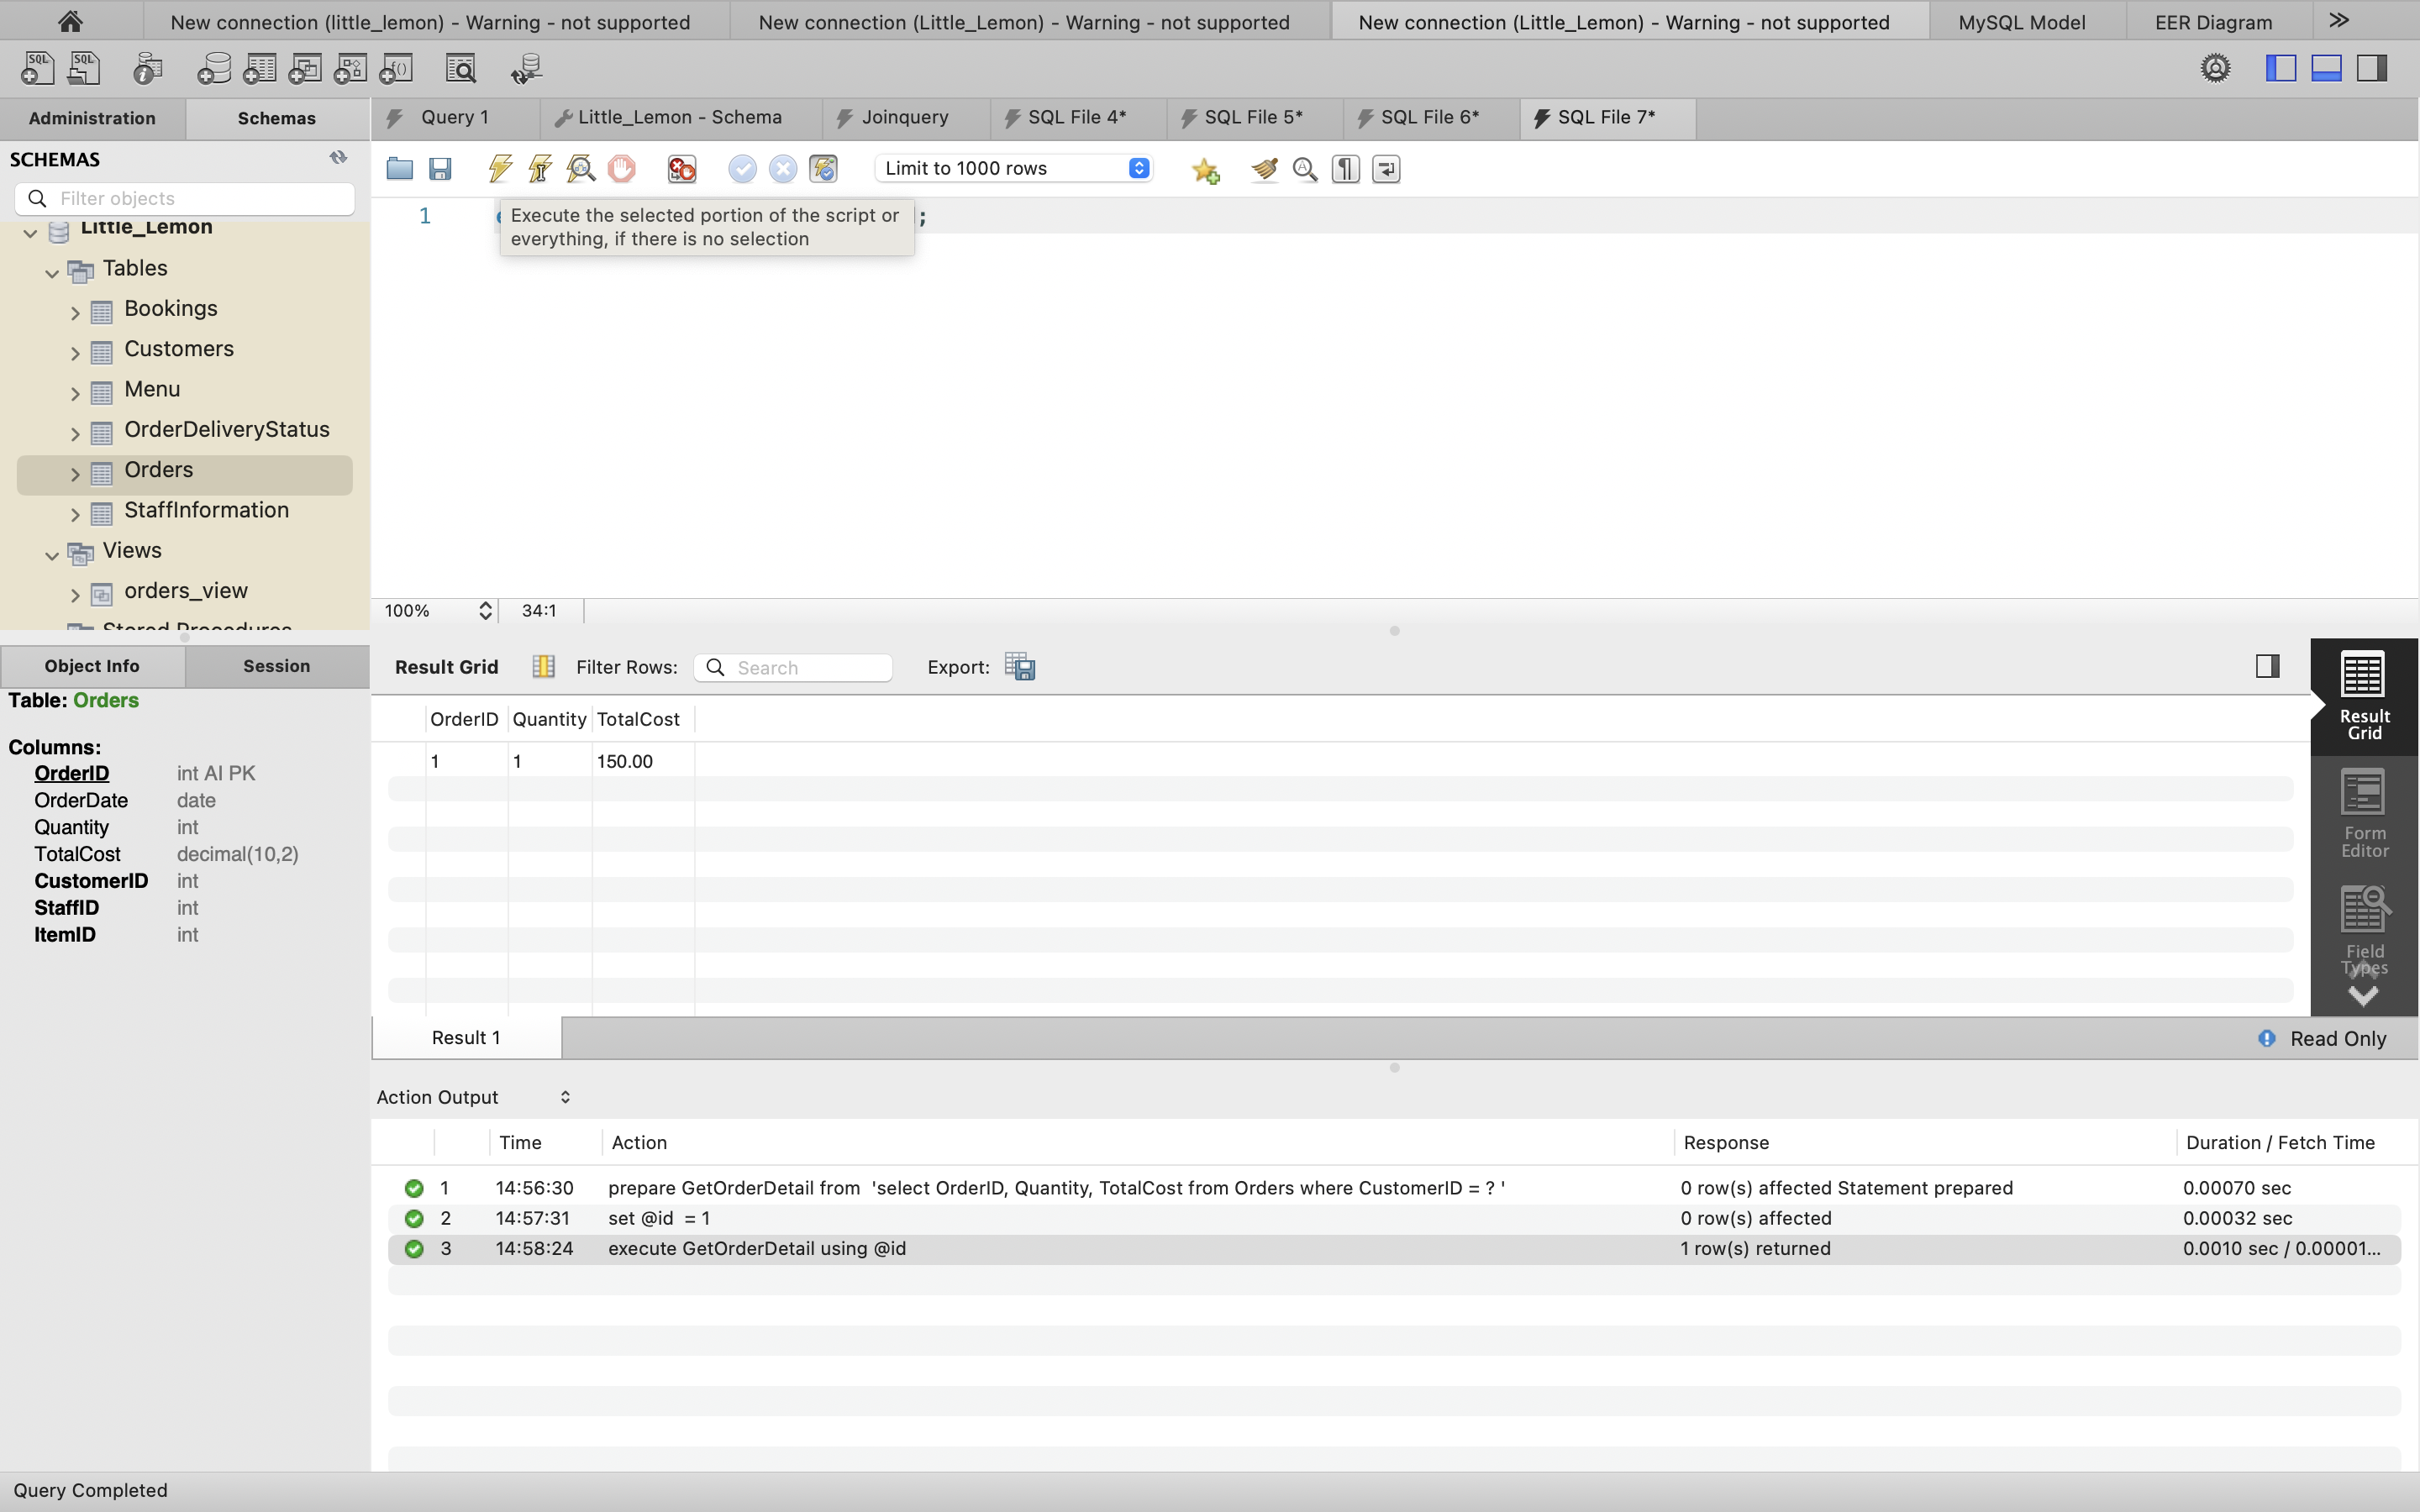 New connection (little_lemon) - Warning - not supported
New connection (Little_Lemon) - Warning - not supported
New connection (Little_Lemon) - Warning - not supported
MySQL Model
EER Diagram
SQL
SQL
Administration
Schemas
Query 1
Little_Lemon - Schema
Joinquery
SQL File 4*
SQL File 5*
SQL File 6*
SQL File 7*
SCHEMAS
Filter objects
Limit to 1000 rows
1
;
Execute the selected portion of the script or
everything, if there is no selection
Little_Lemon
Tables
Bookings
Customers
Menu
OrderDeliveryStatus
Orders
StaffInformation
Views
orders_view
Stored Procedures
100%
34:1
Object Info
Session
Table: Orders
Columns:
OrderID int AI PK
OrderDate date
Quantity int
TotalCost decimal(10,2)
CustomerID int
StaffID int
ItemID int
Result Grid
Filter Rows:
Search
Export:
OrderID Quantity TotalCost
1 1 150.00
Result
Grid
Form
Editor
Field
Types
Result 1
Read Only
Action Output
Time Action Response Duration / Fetch Time
1 14:56:30 prepare GetOrderDetail from 'select OrderID, Quantity, TotalCost from Orders where CustomerID = ? ' 0 row(s) affected Statement prepared 0.00070 sec
2 14:57:31 set @id = 1 0 row(s) affected 0.00032 sec
3 14:58:24 execute GetOrderDetail using @id 1 row(s) returned 0.0010 sec / 0.00001...
Query Completed